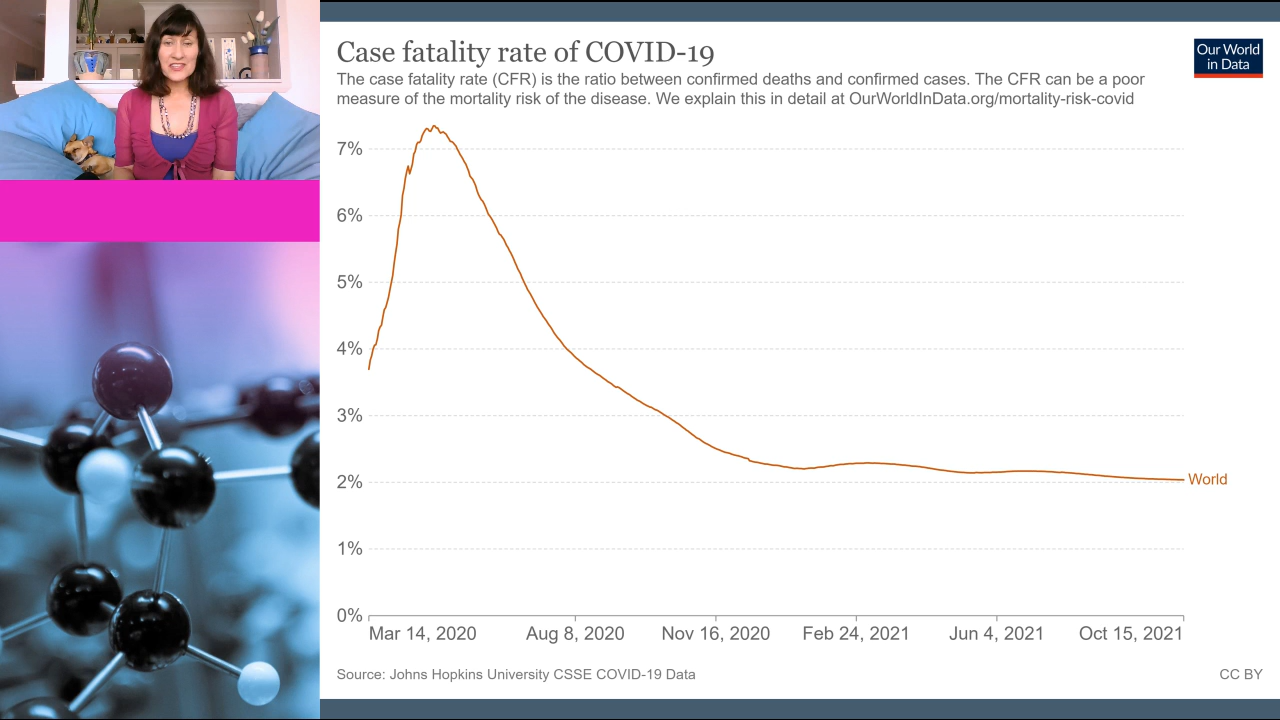 Case fatality rate of COVID-19
The case fatality rate (CFR) is the ratio between confirmed deaths and confirmed cases. The CFR can be a poor
measure of the mortality risk of the disease. We explain this in detail at OurWorldInData.org/mortality-risk-covid
Our World
in Data
7%
6%
5%
4%
3%
2%
1%
0%
World
Mar 14, 2020
Aug 8, 2020
Nov 16, 2020
Feb 24, 2021
Jun 4, 2021
Oct 15, 2021
Source: Johns Hopkins University CSSE COVID-19 Data
CC BY